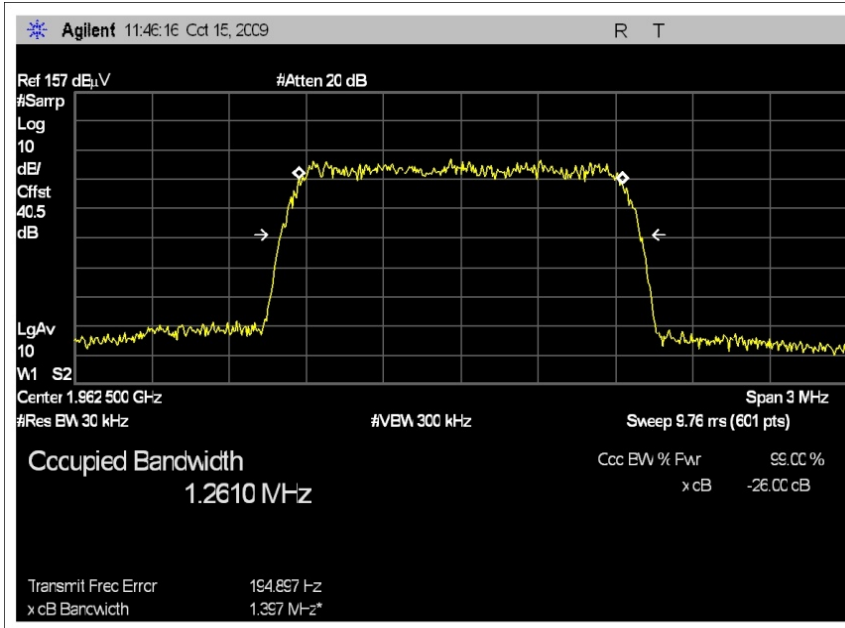 Agilent 11:46:16 Oct 15, 2009
R T
Ref 157 dBµV
#Atten 20 dB
#Samp
Log
10
dB/
Offst
40.5
dB
LgAv
10
W1 S2
Center 1.962 500 GHz
Span 3 MHz
#Res BW 30 kHz
#VBW 300 kHz
Sweep 9.76 ms (601 pts)
Occupied Bandwidth
1.2610 MHz
Occ BW % Pwr 99.00 %
x dB -26.00 dB
Transmit Freq Error 194.897 Hz
x dB Bandwidth 1.397 MHz*